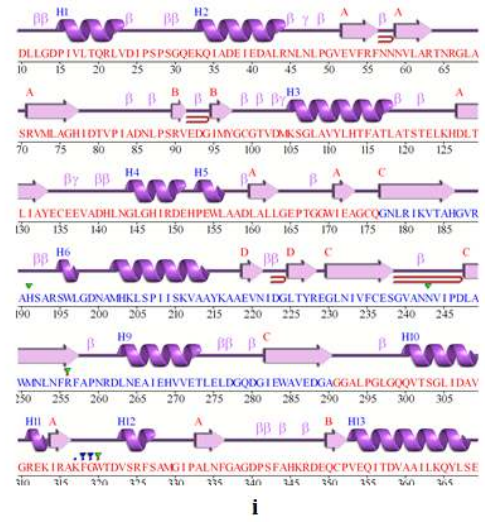 H1 β ββ H2 β γ β A β A
DLLGDPIVLTQRLVDIPSPSGQEKQIADEIEDALRNLNLPGVEVFRFNNNVLARTNRGLA
10 15 20 25 30 35 40 45 50 55 60 65
A β β B β B β β βγ H3 β β A
SRVMLAGHIDTVPIADNLPSRVEDGIMYGCGTVDMKSGLAVYLHTFATLATSTELKHDLT
70 75 80 85 90 95 100 105 110 115 120 125
βγ ββ H4 H5 β A β A C
LIAYECEEVADHLNGLGHIRDEHPEWLAADLALLGEPTGGWIEAGCQGNLRIKVTAHGVR
130 135 140 145 150 155 160 165 170 175 180 185
ββ H6 D ββ D C β C
AHSARSWLGDNAMHKLSPIISKVAAYKAAEVNIDGLTYREGLNIVFCESGVANNVIPDLA
190 195 200 205 210 215 220 225 230 235 240 245
β H9 ββ β C β H10
WMNLNFRFAPNRDLNEAIEHVVETLELDGQDGIEWAVEDGAGGALPGLGQQVTSGLIDAV
250 255 260 265 270 275 280 285 290 295 300 305
H11 A H12 A ββ β β B H13
GREKIRAKFGWTDVSRFSAMGIPALNFGAGDPSFAHKRDEQCPVEQITDVAAILKQYLSE
310 315 320 325 330 335 340 345 350 355 360 365
i